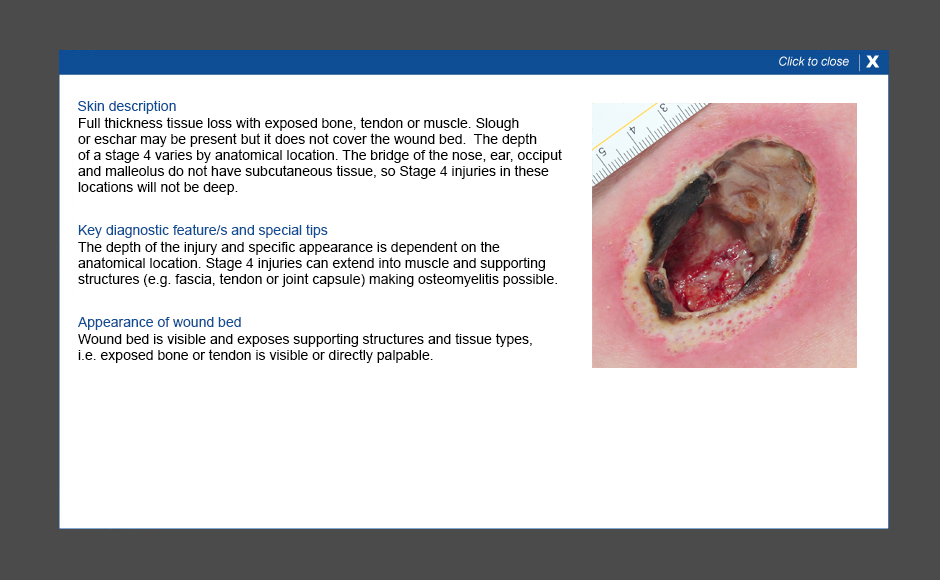 Click to close X
Skin description
Full thickness tissue loss with exposed bone, tendon or muscle. Slough
or eschar may be present but it does not cover the wound bed.  The depth
of a stage 4 varies by anatomical location. The bridge of the nose, ear, occiput
and malleolus do not have subcutaneous tissue, so Stage 4 injuries in these
locations will not be deep.
Key diagnostic feature/s and special tips
The depth of the injury and specific appearance is dependent on the
anatomical location. Stage 4 injuries can extend into muscle and supporting
structures (e.g. fascia, tendon or joint capsule) making osteomyelitis possible.
Appearance of wound bed
Wound bed is visible and exposes supporting structures and tissue types,
i.e. exposed bone or tendon is visible or directly palpable.
3
4
5